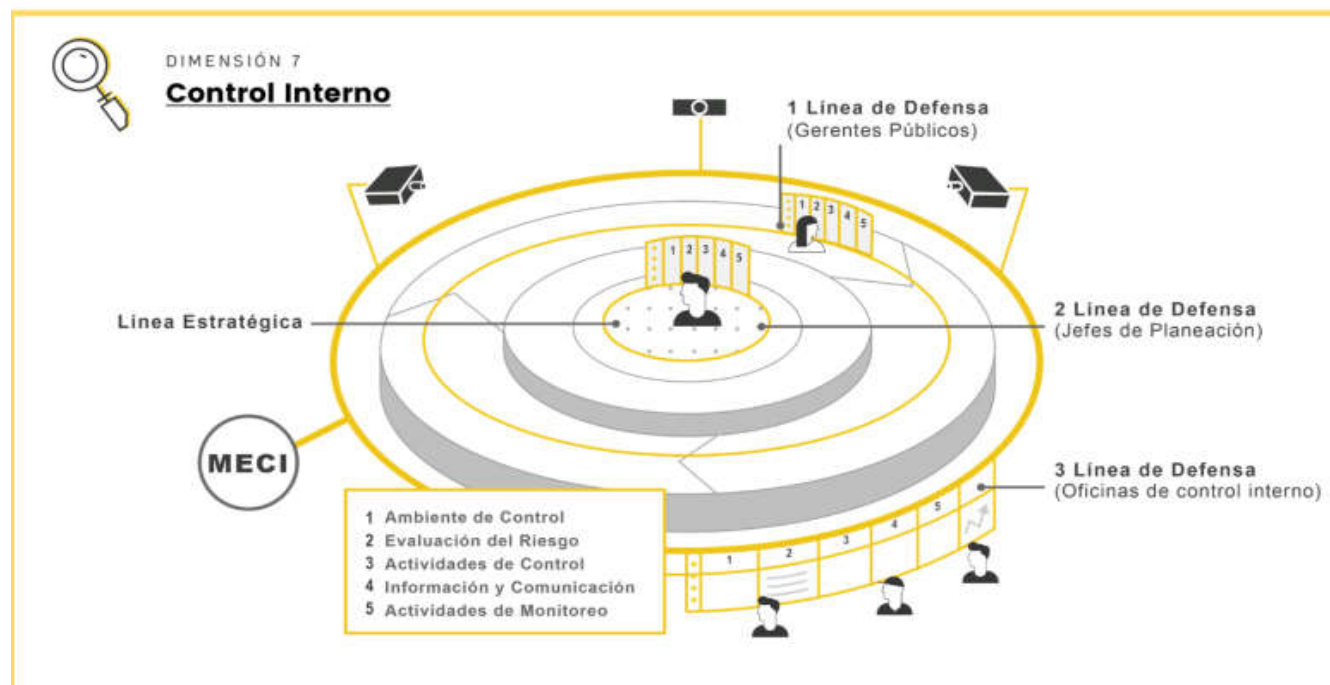 DIMENSIÓN 7
Control Interno
1 Línea de Defensa
(Gerentes Públicos)
1 2 3 4 5
1 2 3 4 5
Línea Estratégica
2 Línea de Defensa
(Jefes de Planeación)
MECI
3 Línea de Defensa
(Oficinas de control interno)
1 Ambiente de Control
2 Evaluación del Riesgo
3 Actividades de Control
4 Información y Comunicación
5 Actividades de Monitoreo
1 2 3 4 5